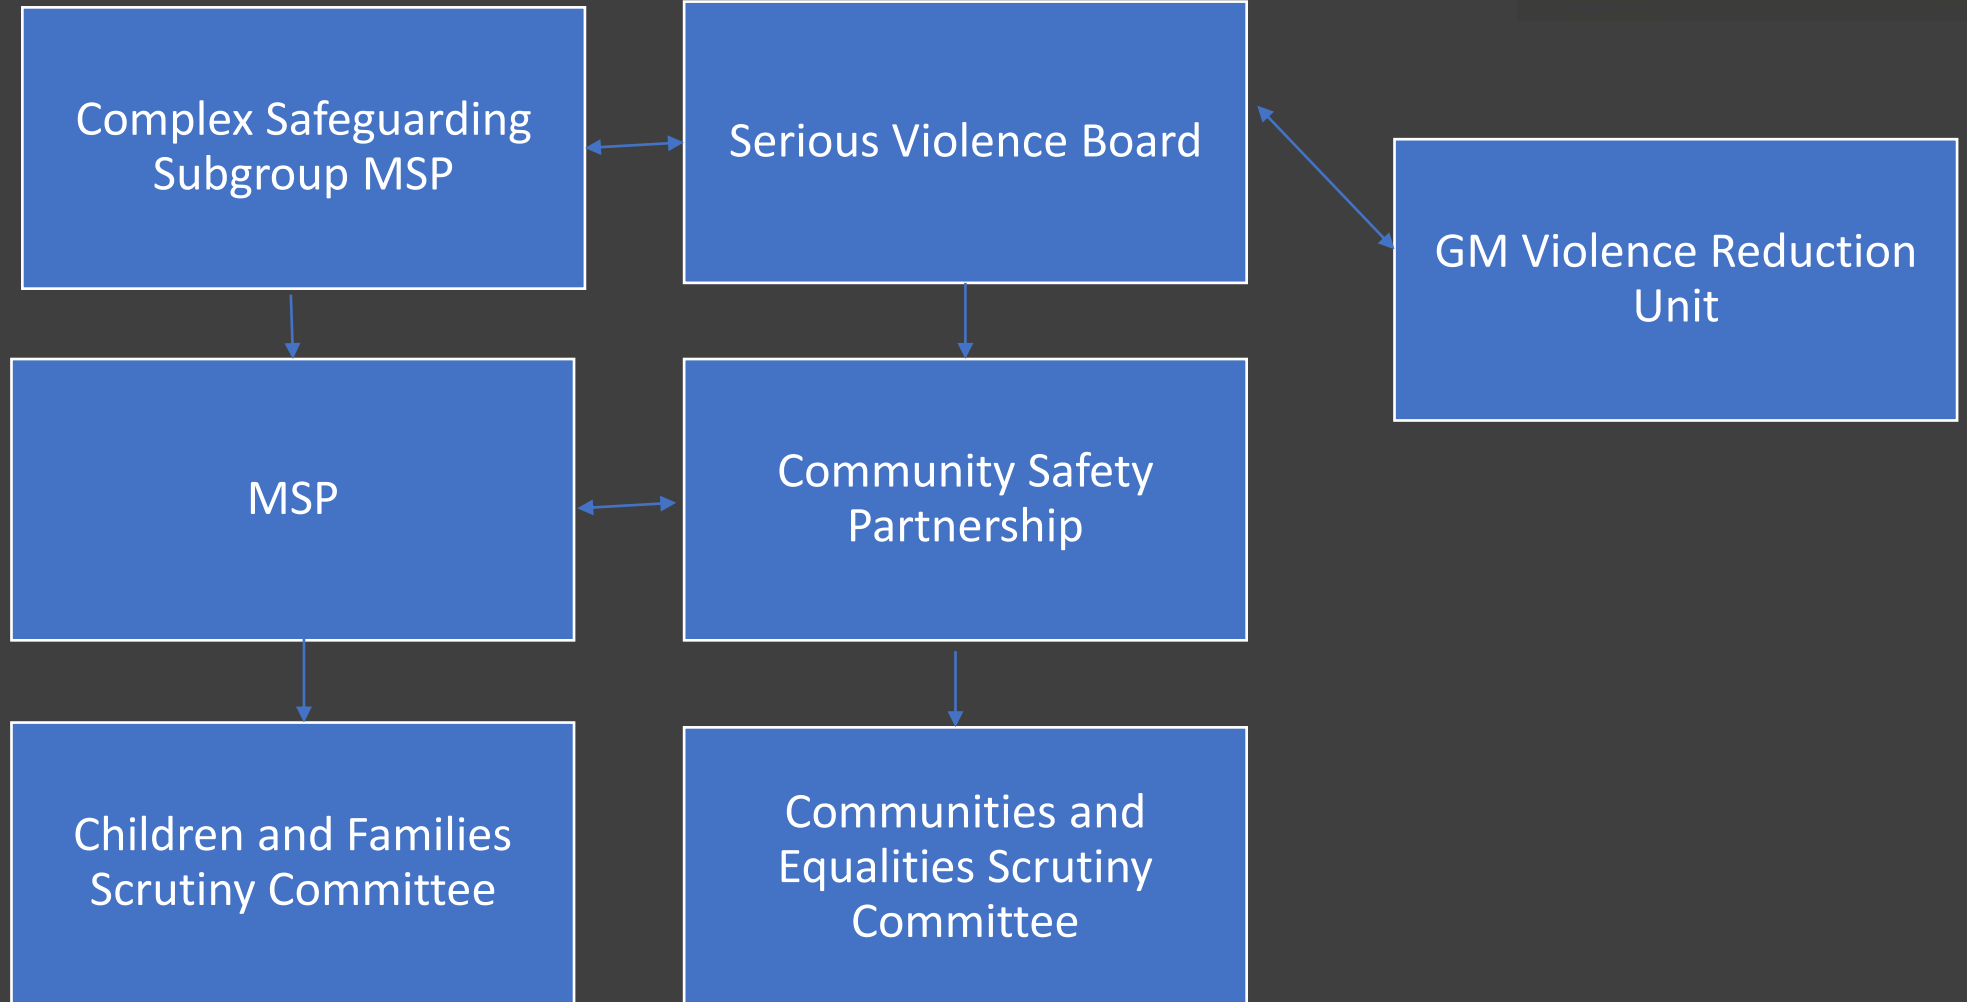 Complex Safeguarding
Subgroup MSP
Serious Violence Board
GM Violence Reduction
Unit
MSP
Community Safety
Partnership
Children and Families
Scrutiny Committee
Communities and
Equalities Scrutiny
Committee